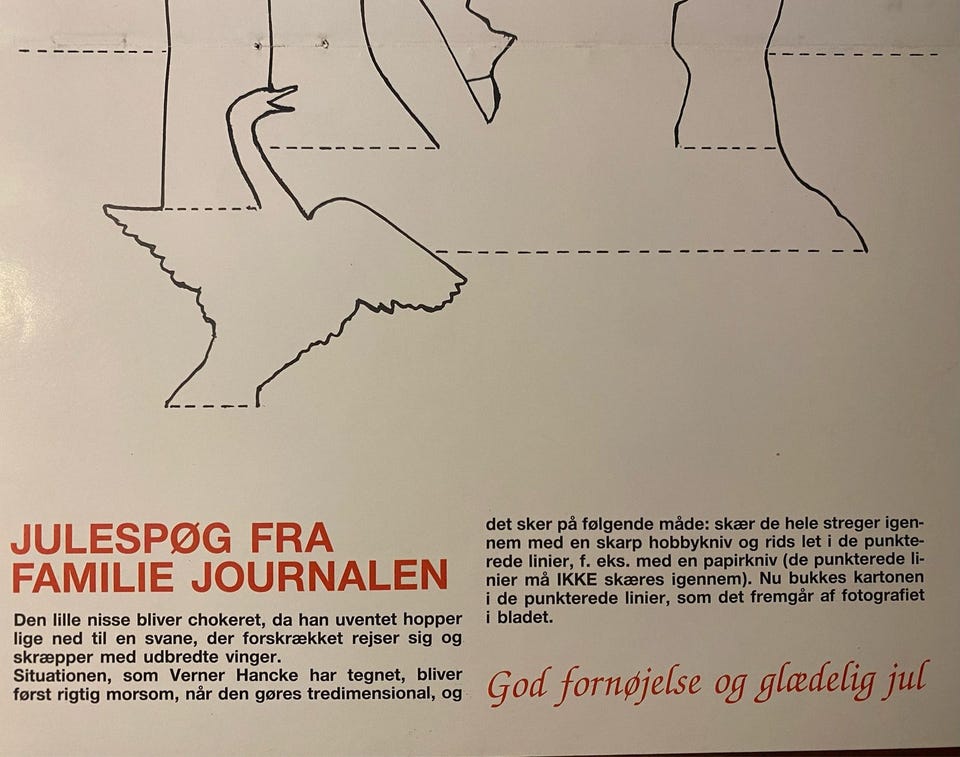 JULESPØG FRA
FAMILIE JOURNALEN
Den lille nisse bliver chokeret, da han uventet hopper
lige ned til en svane, der forskrækket rejser sig og
skræpper med udbredte vinger.
Situationen, som Verner Hancke har tegnet, bliver
først rigtig morsom, når den gøres tredimensional, og
det sker på følgende måde: skær de hele streger igen-
nem med en skarp hobbykniv og rids let i de punkte-
rede linier, f. eks. med en papirkniv (de punkterede li-
nier må IKKE skæres igennem). Nu bukkes kartonen
i de punkterede linier, som det fremgår af fotografiet
i bladet.
God fornøjelse og glædelig jul